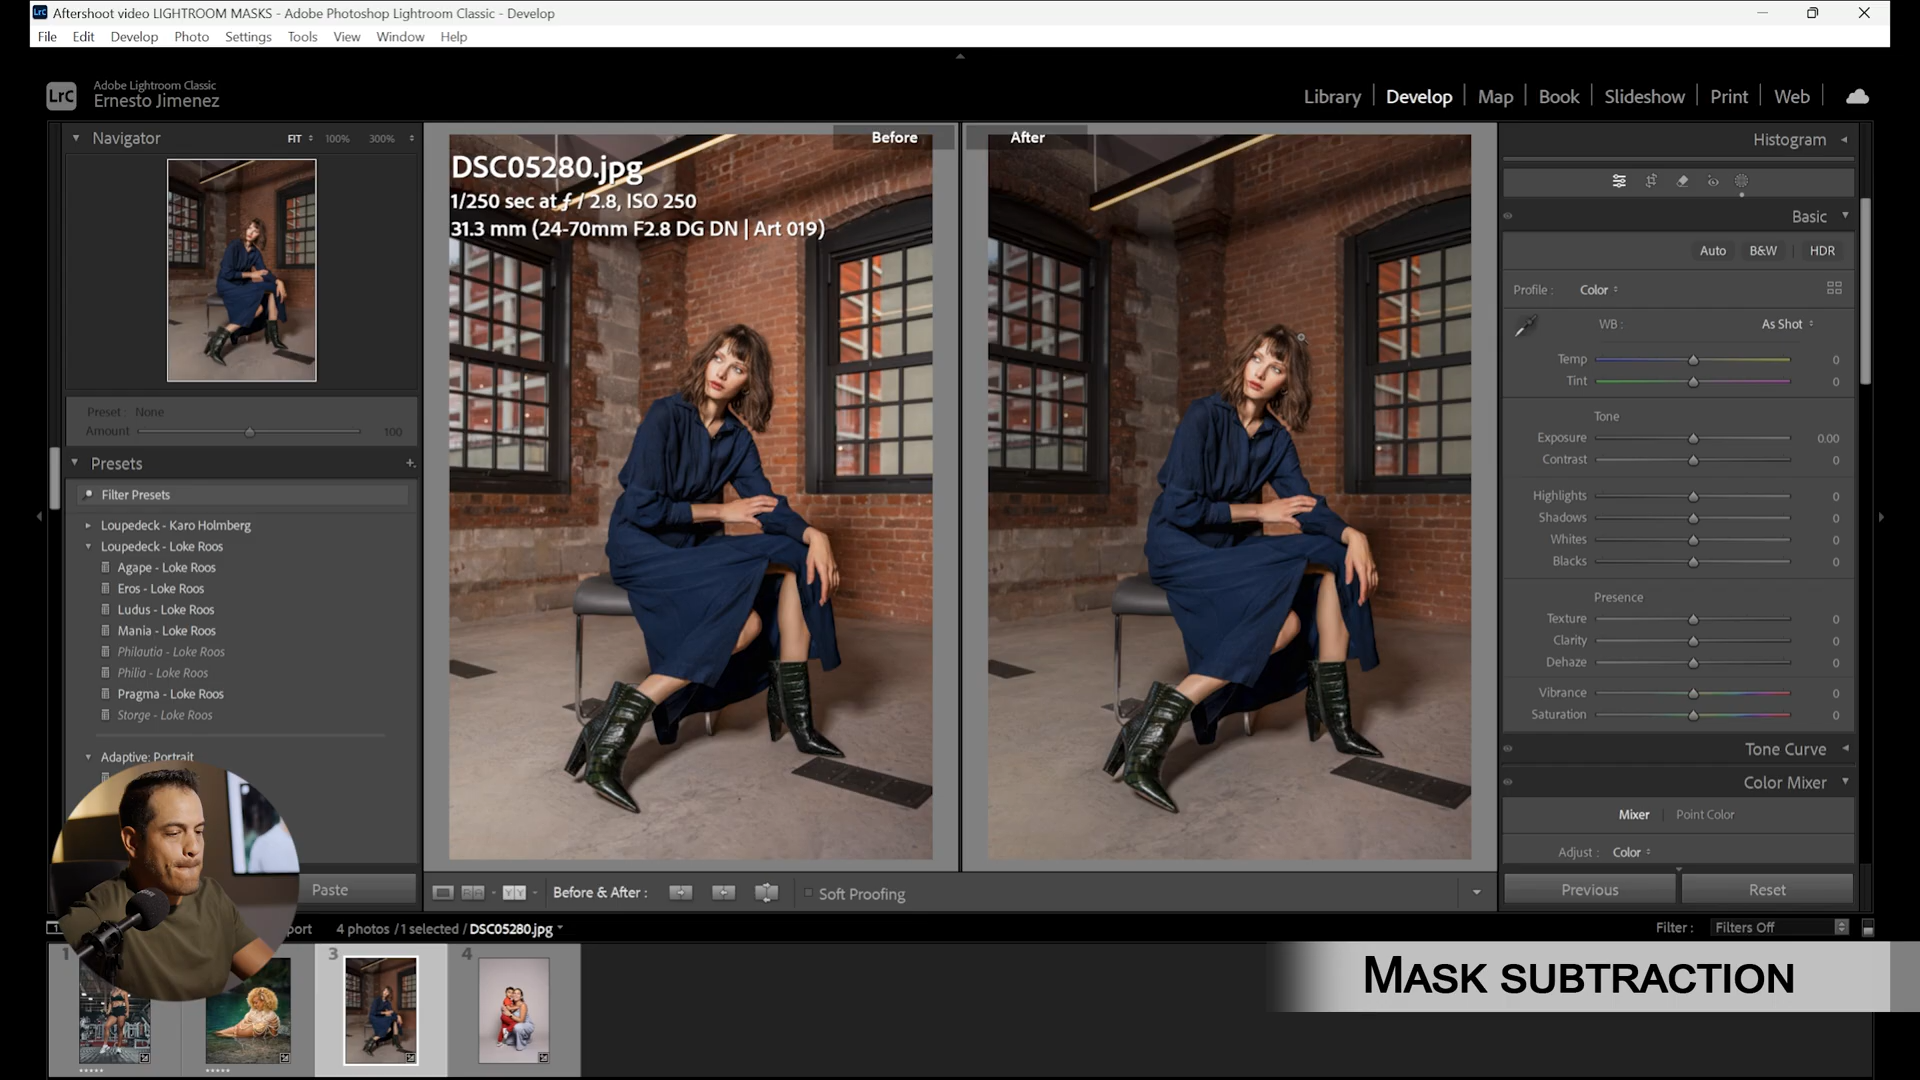 Aftershoot video LIGHTROOM MASKS - Adobe Photoshop Lightroom Classic - Develop
File Edit Develop Photo Settings Tools View Window Help
LrC
Adobe Lightroom Classic
Ernesto Jimenez
Library | Develop | Map | Book | Slideshow | Print | Web
Navigator FIT 100% 300%
Preset: None
Amount 100
Presets
Filter Presets
Loupedeck - Karo Holmberg
Loupedeck - Loke Roos
Agape - Loke Roos
Eros - Loke Roos
Ludus - Loke Roos
Mania - Loke Roos
Philautia - Loke Roos
Philia - Loke Roos
Pragma - Loke Roos
Storge - Loke Roos
Adaptive: Portrait
Paste
Before
DSC05280.jpg
1/250 sec at f / 2.8, ISO 250
31.3 mm (24-70mm F2.8 DG DN | Art 019)
After
Before & After : Soft Proofing
Histogram
Basic
Auto B&W | HDR
Profile : Color
WB : As Shot
Temp 0
Tint 0
Tone
Exposure 0.00
Contrast 0
Highlights 0
Shadows 0
Whites 0
Blacks 0
Presence
Texture 0
Clarity 0
Dehaze 0
Vibrance 0
Saturation 0
Tone Curve
Color Mixer
Mixer | Point Color
Adjust : Color
Previous Reset
port 4 photos / 1 selected / DSC05280.jpg
Filter : Filters Off
1
3
4
MASK SUBTRACTION